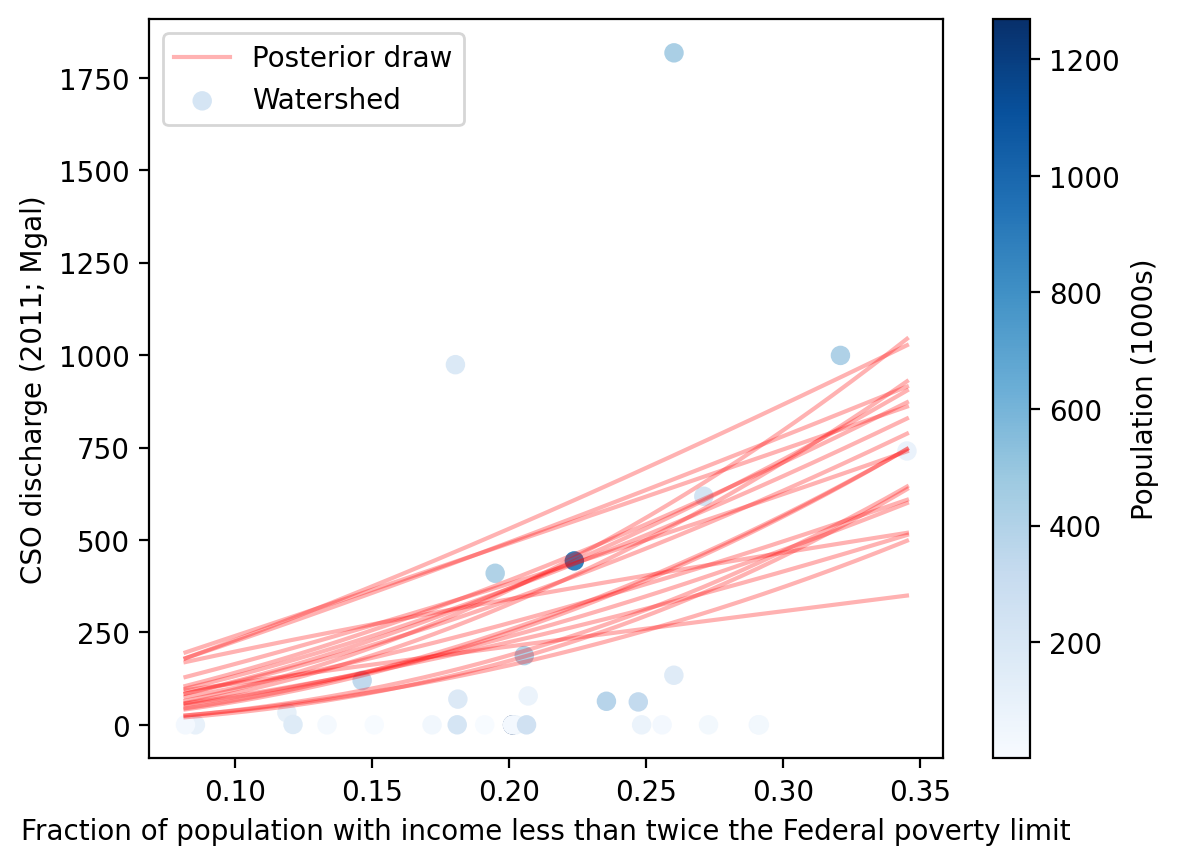 Posterior draw
Watershed
CSO discharge (2011; Mgal)
1750
1500
1250
1000
750
500
250
0
0.10 0.15 0.20 0.25 0.30 0.35
Fraction of population with income less than twice the Federal poverty limit
1200
1000
800
600
400
200
Population (1000s)